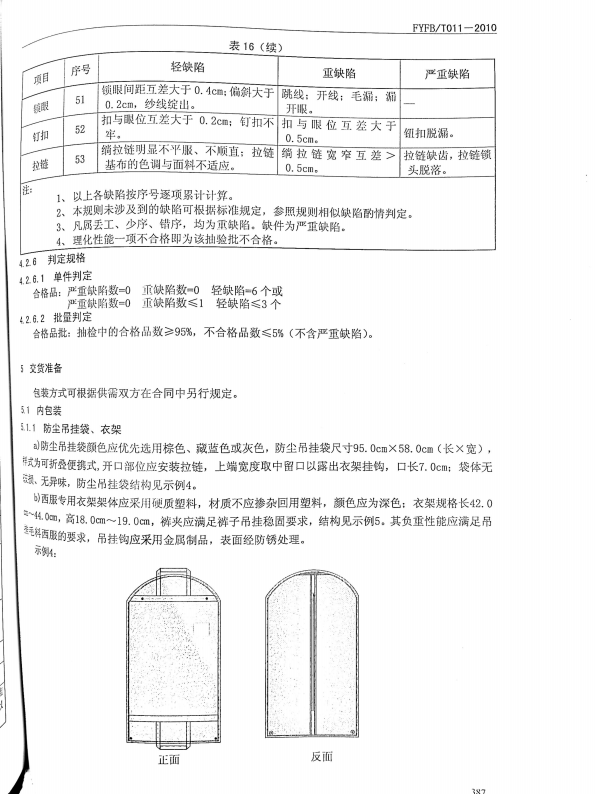 FYFB/T011—2010
表16（续）
项目 序号 轻缺陷 重缺陷 严重缺陷
锁眼 51 锁眼间距互差大于0.4cm；偏斜大于 跳线；开线；毛漏；漏 —
0.2cm，纱线绽出。 开眼。
钉扣 52 扣与眼位互差大于 0.2cm；钉扣不 扣与眼位互差大于 钮扣脱漏。
牢。 0.5cm。
拉链 53 绱拉链明显不平服、不顺直；拉链 绱拉链宽窄互差＞ 拉链缺齿，拉链锁
基布的色调与面料不适应。 0.5cm。 头脱落。
注：
1、以上各缺陷按序号逐项累计计算。
2、本规则未涉及到的缺陷可根据标准规定，参照规则相似缺陷酌情判定。
3、凡属丢工、少序、错序，均为重缺陷。缺件为严重缺陷。
4、理化性能一项不合格即为该抽验批不合格。
4.2.6 判定规格
4.2.6.1 单件判定
合格品：严重缺陷数=0 重缺陷数=0 轻缺陷=6个或
严重缺陷数=0 重缺陷数≤1 轻缺陷≤3个
4.2.6.2 批量判定
合格品批：抽检中的合格品数≥95%，不合格品数≤5%（不含严重缺陷）。
5 交货准备
包装方式可根据供需双方在合同中另行规定。
5.1 内包装
5.1.1 防尘吊挂袋、衣架
a)防尘吊挂袋颜色应优先选用棕色、藏蓝色或灰色，防尘吊挂袋尺寸95.0cm×58.0cm（长×宽），
样式为可折叠便携式,开口部位应安装拉链，上端宽度取中留口以露出衣架挂钩，口长7.0cm；袋体无
损、无异味，防尘吊挂袋结构见示例4。
b)西服专用衣架架体应采用硬质塑料，材质不应掺杂回用塑料，颜色应为深色；衣架规格长42.0
cm～44.0cm，高18.0cm～19.0cm，裤夹应满足裤子吊挂稳固要求，结构见示例5。其负重性能应满足吊
毛料西服的要求，吊挂钩应采用金属制品，表面经防锈处理。
示例4：
正面 反面
387